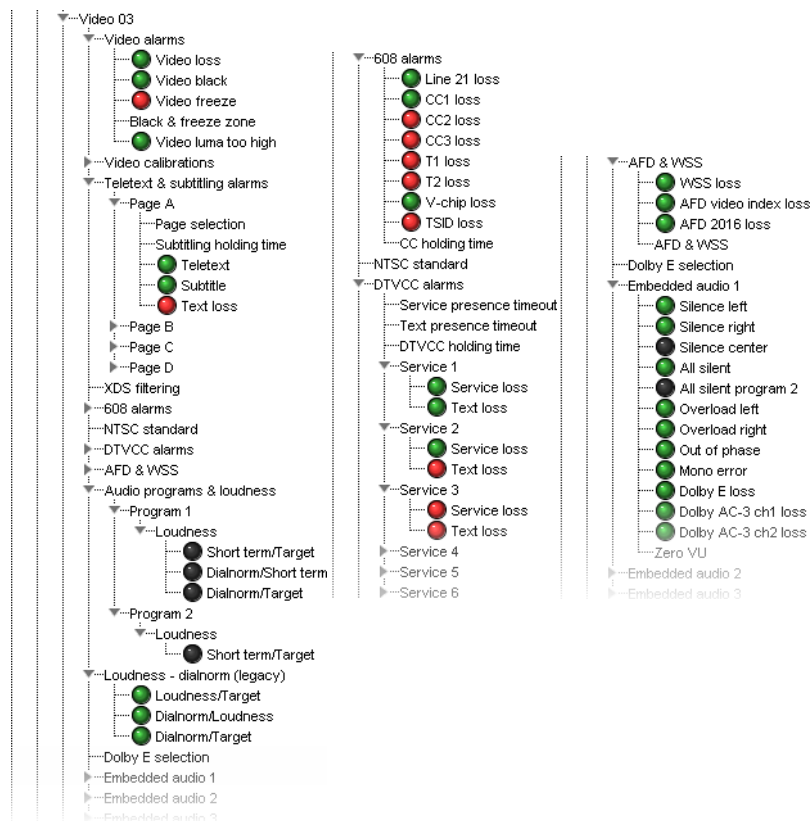 Video 03
Video alarms
Video loss
Video black
Video freeze
Black & freeze zone
Video luma too high
Video calibrations
Teletext & subtitling alarms
Page A
Page selection
Subtitling holding time
Teletext
Subtitle
Text loss
Page B
Page C
Page D
XDS filtering
608 alarms
NTSC standard
DTVCC alarms
AFD & WSS
Audio programs & loudness
Program 1
Loudness
Short term/Target
Dialnorm/Short term
Dialnorm/Target
Program 2
Loudness
Short term/Target
Loudness - dialnorm (legacy)
Loudness/Target
Dialnorm/Loudness
Dialnorm/Target
Dolby E selection
Embedded audio 1
Embedded audio 2
Embedded audio 3
608 alarms
Line 21 loss
CC1 loss
CC2 loss
CC3 loss
T1 loss
T2 loss
V-chip loss
TSID loss
CC holding time
NTSC standard
DTVCC alarms
Service presence timeout
Text presence timeout
DTVCC holding time
Service 1
Service loss
Text loss
Service 2
Service loss
Text loss
Service 3
Service loss
Text loss
Service 4
Service 5
Service 6
AFD & WSS
WSS loss
AFD video index loss
AFD 2016 loss
AFD & WSS
Dolby E selection
Embedded audio 1
Silence left
Silence right
Silence center
All silent
All silent program 2
Overload left
Overload right
Out of phase
Mono error
Dolby E loss
Dolby AC-3 ch1 loss
Dolby AC-3 ch2 loss
Zero VU
Embedded audio 2
Embedded audio 3